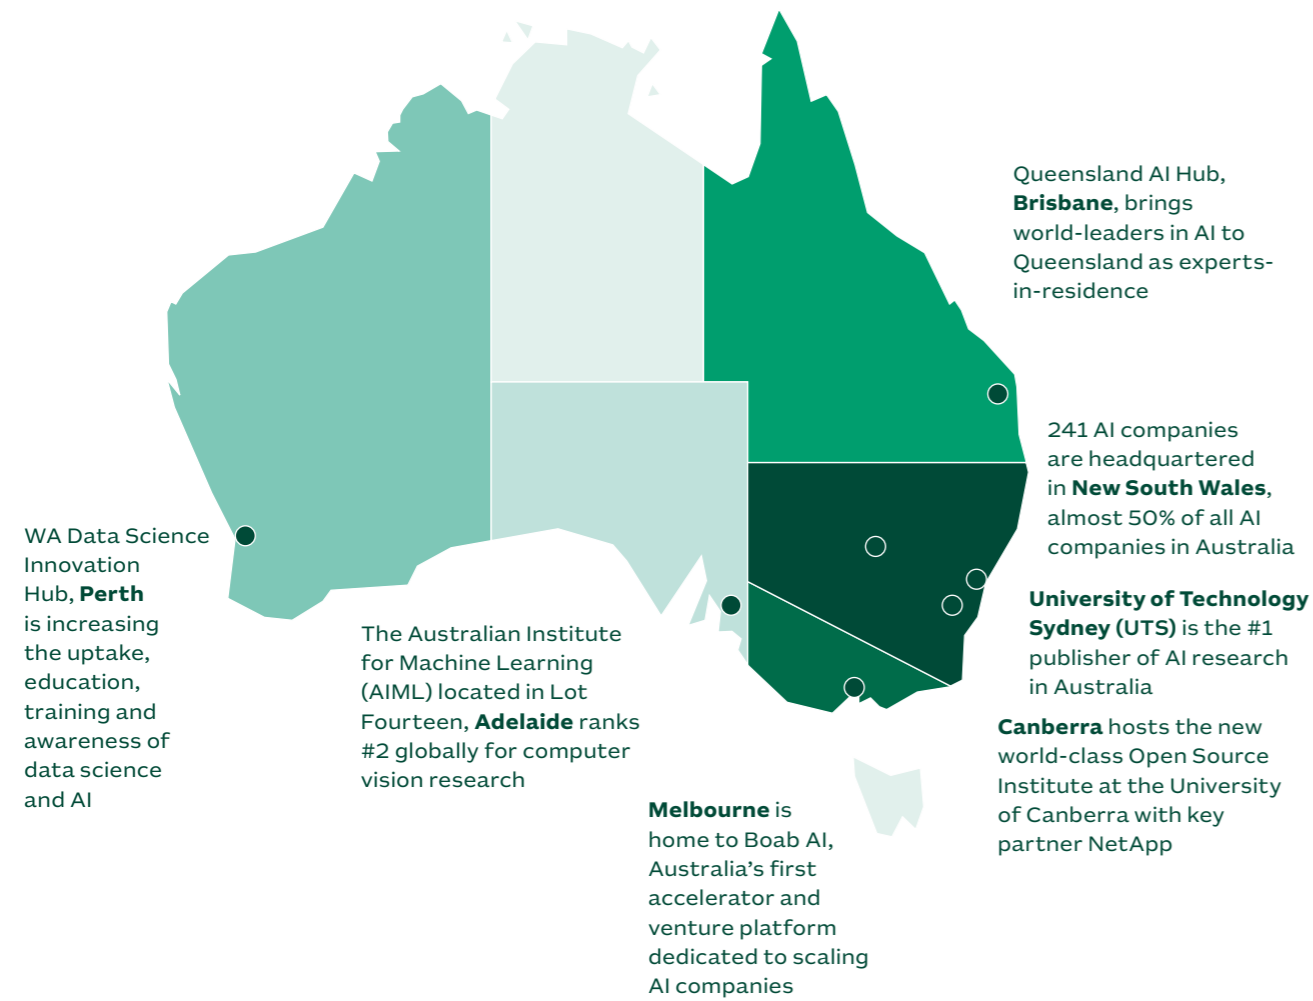 Queensland AI Hub,
Brisbane, brings
world-leaders in AI to
Queensland as experts-
in-residence
241 AI companies
are headquartered
in New South Wales,
almost 50% of all AI
companies in Australia
University of Technology
Sydney (UTS) is the #1
publisher of AI research
in Australia
Canberra hosts the new
world-class Open Source
Institute at the University
of Canberra with key
partner NetApp
WA Data Science
Innovation
Hub, Perth
is increasing
the uptake,
education,
training and
awareness of
data science
and AI
The Australian Institute
for Machine Learning
(AIML) located in Lot
Fourteen, Adelaide ranks
#2 globally for computer
vision research
Melbourne is
home to Boab AI,
Australia’s first
accelerator and
venture platform
dedicated to scaling
AI companies